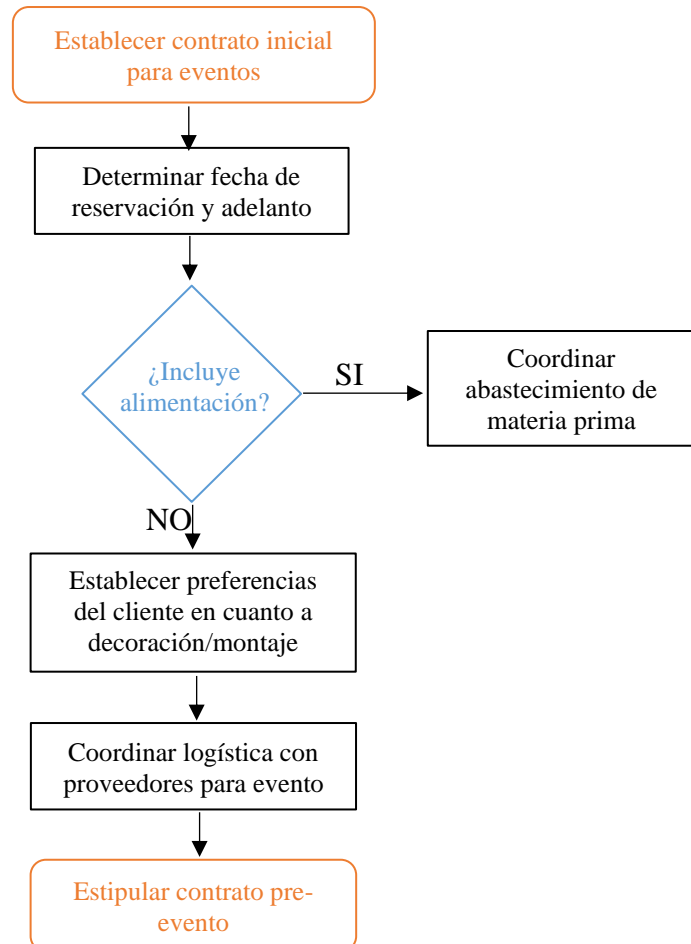 Establecer contrato inicial
para eventos
Determinar fecha de
reservación y adelanto
¿Incluye
alimentación?
SI
Coordinar
abastecimiento de
materia prima
NO
Establecer preferencias
del cliente en cuanto a
decoración/montaje
Coordinar logística con
proveedores para evento
Estipular contrato pre-
evento